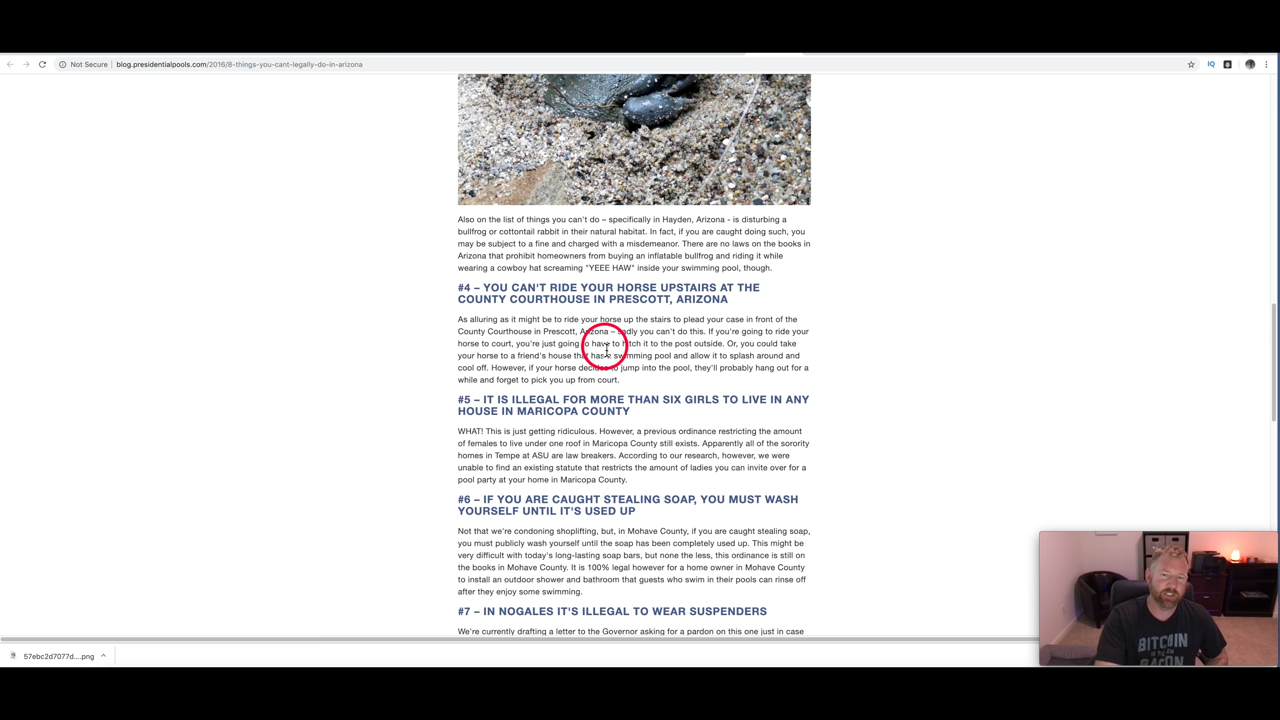 Not Secure
blog.presidentialpools.com/2016/8-things-you-cant-legally-do-in-arizona
IQ
Also on the list of things you can't do – specifically in Hayden, Arizona - is disturbing a
bullfrog or cottontail rabbit in their natural habitat. In fact, if you are caught doing such, you
may be subject to a fine and charged with a misdemeanor. There are no laws on the books in
Arizona that prohibit homeowners from buying an inflatable bullfrog and riding it while
wearing a cowboy hat screaming "YEEE HAW" inside your swimming pool, though.
#4 – YOU CAN'T RIDE YOUR HORSE UPSTAIRS AT THE
COUNTY COURTHOUSE IN PRESCOTT, ARIZONA
As alluring as it might be to ride your horse up the stairs to plead your case in front of the
County Courthouse in Prescott, Arizona – sadly you can't do this. If you're going to ride your
horse to court, you're just going to have to hitch it to the post outside. Or, you could take
your horse to a friend's house that has a swimming pool and allow it to splash around and
cool off. However, if your horse decides to jump into the pool, they'll probably hang out for a
while and forget to pick you up from court.
#5 – IT IS ILLEGAL FOR MORE THAN SIX GIRLS TO LIVE IN ANY
HOUSE IN MARICOPA COUNTY
WHAT! This is just getting ridiculous. However, a previous ordinance restricting the amount
of females to live under one roof in Maricopa County still exists. Apparently all of the sorority
homes in Tempe at ASU are law breakers. According to our research, however, we were
unable to find an existing statute that restricts the amount of ladies you can invite over for a
pool party at your home in Maricopa County.
#6 – IF YOU ARE CAUGHT STEALING SOAP, YOU MUST WASH
YOURSELF UNTIL IT'S USED UP
Not that we're condoning shoplifting, but, in Mohave County, if you are caught stealing soap,
you must publicly wash yourself until the soap has been completely used up. This might be
very difficult with today's long-lasting soap bars, but none the less, this ordinance is still on
the books in Mohave County. It is 100% legal however for a home owner in Mohave County
to install an outdoor shower and bathroom that guests who swim in their pools can rinse off
after they enjoy some swimming.
#7 – IN NOGALES IT'S ILLEGAL TO WEAR SUSPENDERS
We're currently drafting a letter to the Governor asking for a pardon on this one just in case
57ebc2d7077d....png
BITCOIN
BACON